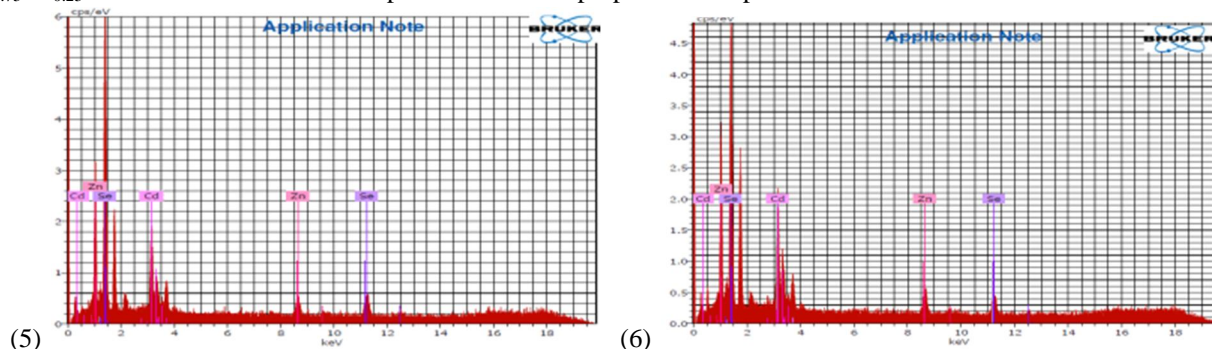 cps/eV
Application Note
BRUKER
6
5
4
3
2
1
0
Cd Zn Se Cd Zn Se
0 2 4 6 8 10 12 14 16 18
keV
(5)
cps/eV
Application Note
BRUKER
4.5
4.0
3.5
3.0
2.5
2.0
1.5
1.0
0.5
0.0
Cd Zn Se Cd Zn Se
0 2 4 6 8 10 12 14 16 18
keV
(6)